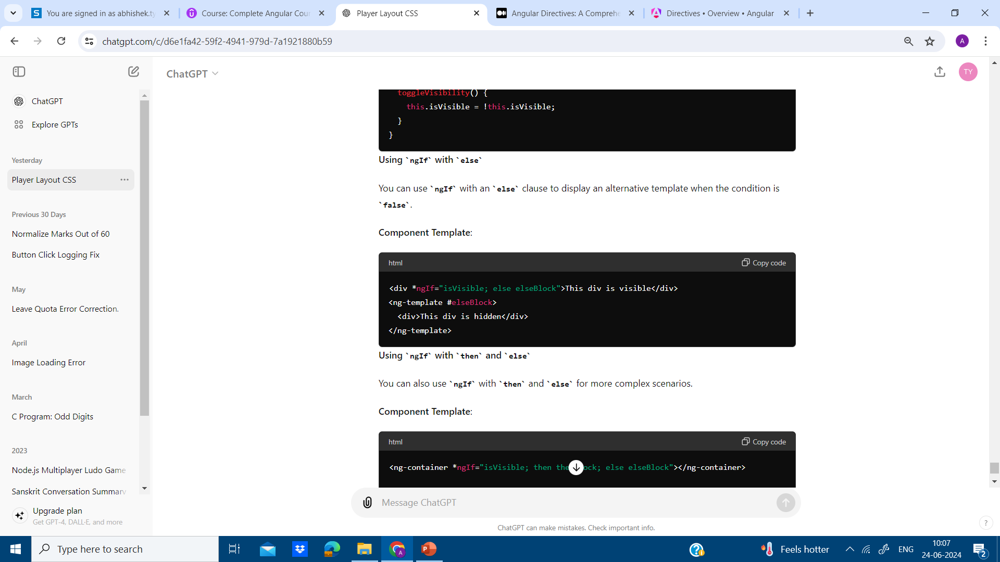 You are signed in as abhishek.ty
Course: Complete Angular Cour
Player Layout CSS
Angular Directives: A Comprehe
Directives • Overview • Angular
chatgpt.com/c/d6e1fa42-59f2-4941-979d-7a1921880b59
A
ChatGPT
TY
ChatGPT
Explore GPTs
Yesterday
Player Layout CSS
Previous 30 Days
Normalize Marks Out of 60
Button Click Logging Fix
May
Leave Quota Error Correction.
April
Image Loading Error
March
C Program: Odd Digits
2023
Node.js Multiplayer Ludo Game
Sanskrit Conversation Summary
Upgrade plan
Get GPT-4, DALL·E, and more
toggleVisibility() {
this.isVisible = !this.isVisible;
}
}
Using `ngIf` with `else`
You can use `ngIf` with an `else` clause to display an alternative template when the condition is
`false`.
Component Template:
html
Copy code
<div *ngIf="isVisible; else elseBlock">This div is visible</div>
<ng-template #elseBlock>
<div>This div is hidden</div>
</ng-template>
Using `ngIf` with `then` and `else`
You can also use `ngIf` with `then` and `else` for more complex scenarios.
Component Template:
html
Copy code
<ng-container *ngIf="isVisible; then the ock; else elseBlock"></ng-container>
Message ChatGPT
ChatGPT can make mistakes. Check important info.
?
Type here to search
Feels hotter
ENG
10:07
24-06-2024
2